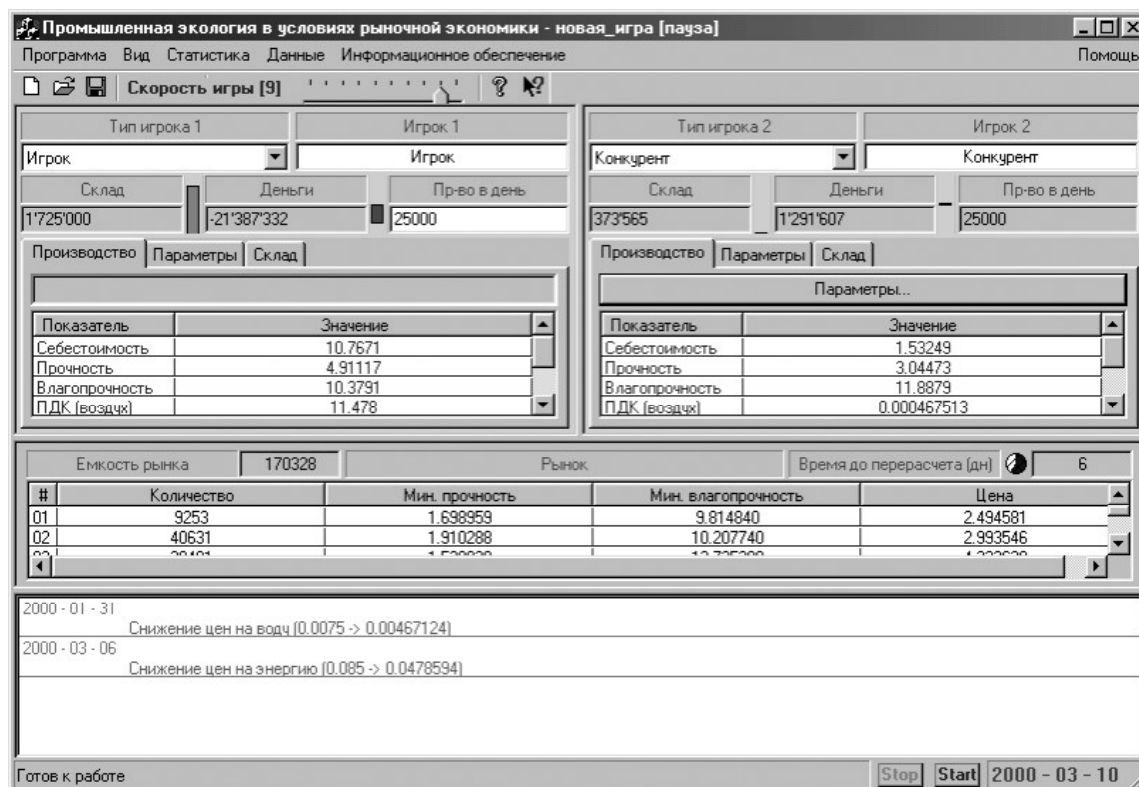 Промышленная экология в условиях рыночной экономики - новая_игра [пауза]
Программа Вид Статистика Данные Информационное обеспечение Помощь
Скорость игры [9]
Тип игрока 1 Игрок 1 Тип игрока 2 Игрок 2
Игрок Игрок Конкурент Конкурент
Склад Деньги Пр-во в день Склад Деньги Пр-во в день
1'725'000 -21'387'332 25000 373'565 1'291'607 25000
Производство Параметры Склад Производство Параметры Склад
Параметры...
Показатель Значение Показатель Значение
Себестоимость 10.7671 Себестоимость 1.53249
Прочность 4.91117 Прочность 3.04473
Влагопрочность 10.3791 Влагопрочность 11.8879
ПДК (воздух) 11.478 ПДК (воздух) 0.000467513
Емкость рынка 170328 Рынок Время до перерасчета (дн) 6
# Количество Мин. прочность Мин. влагопрочность Цена
01 9253 1.698959 9.814840 2.494581
02 40631 1.910288 10.207740 2.993546
2000 - 01 - 31
Снижение цен на воду (0.0075 -> 0.00467124)
2000 - 03 - 06
Снижение цен на энергию (0.085 -> 0.0478594)
Готов к работе Stop Start 2000 - 03 - 10